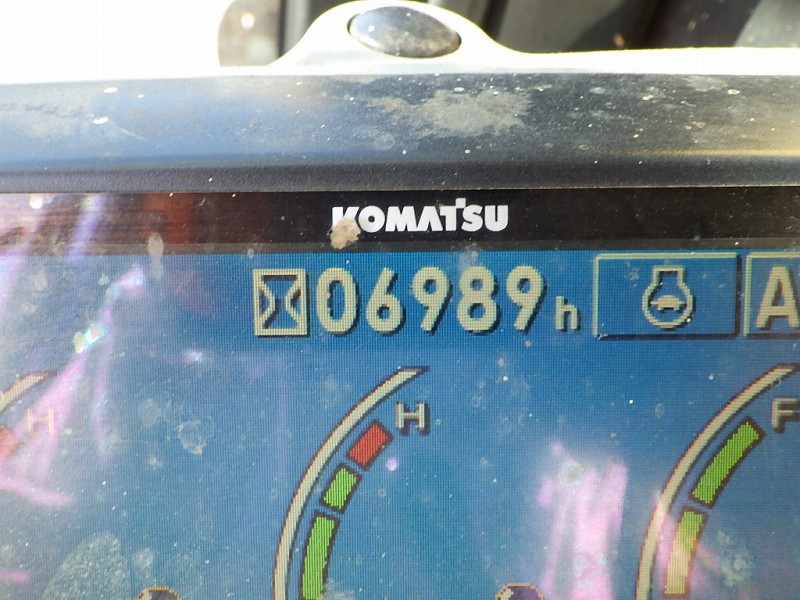 KOMATSU
06989h A
H H F